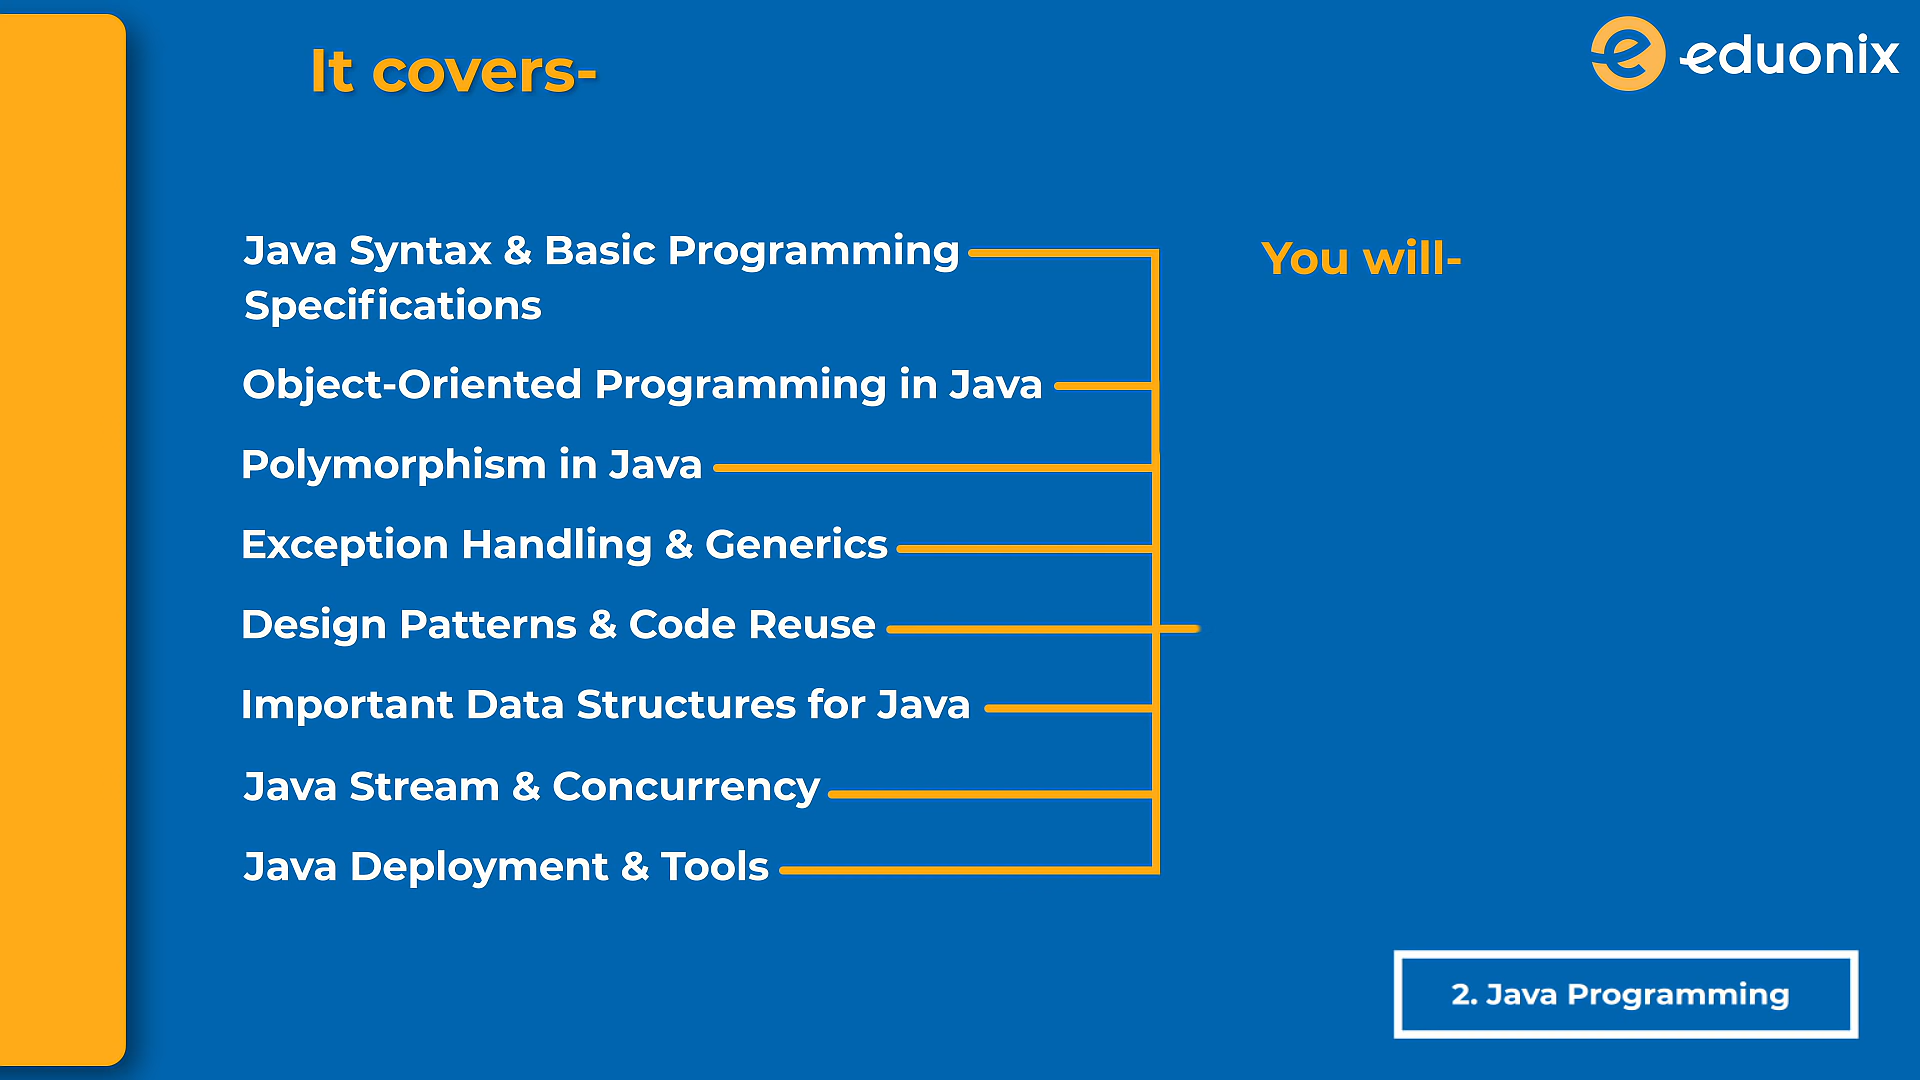 It covers-
eduonix
Java Syntax & Basic Programming
Specifications
Object-Oriented Programming in Java
Polymorphism in Java
Exception Handling & Generics
Design Patterns & Code Reuse
Important Data Structures for Java
Java Stream & Concurrency
Java Deployment & Tools
You will-
2. Java Programming